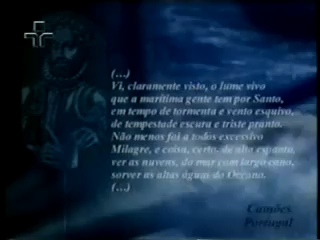 (...)
Vi, claramente visto, o lume vivo
que a marítima gente tem por Santo,
em tempo de tormenta e vento esquivo,
de tempestade escura e triste pranto.
Não menos foi a todos excessivo
Milagre, e coisa, certo, de alto espanto,
ver as nuvens, do mar com largo cano,
sorver as altas águas do Oceano.
(...)
Camões
Portugal